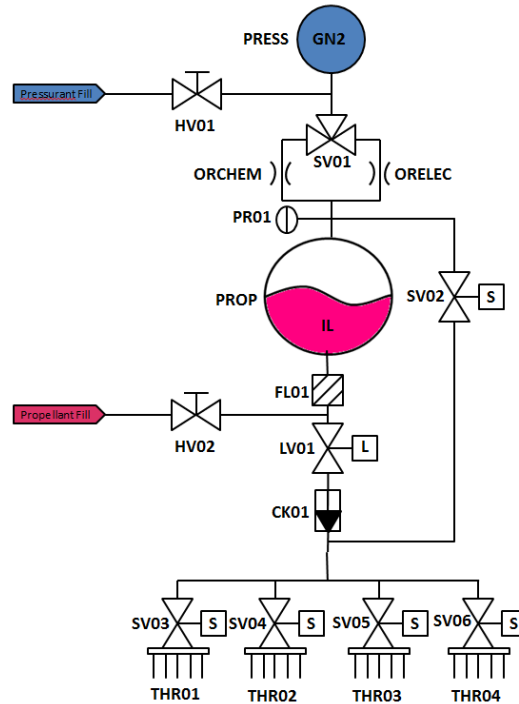 PRESS
GN2
Pressurant Fill
HV01
SV01
ORCHEM
ORELEC
PR01
PROP
IL
SV02
S
FL01
Propellant Fill
HV02
LV01
L
CK01
SV03
S
SV04
S
SV05
S
SV06
S
THR01
THR02
THR03
THR04